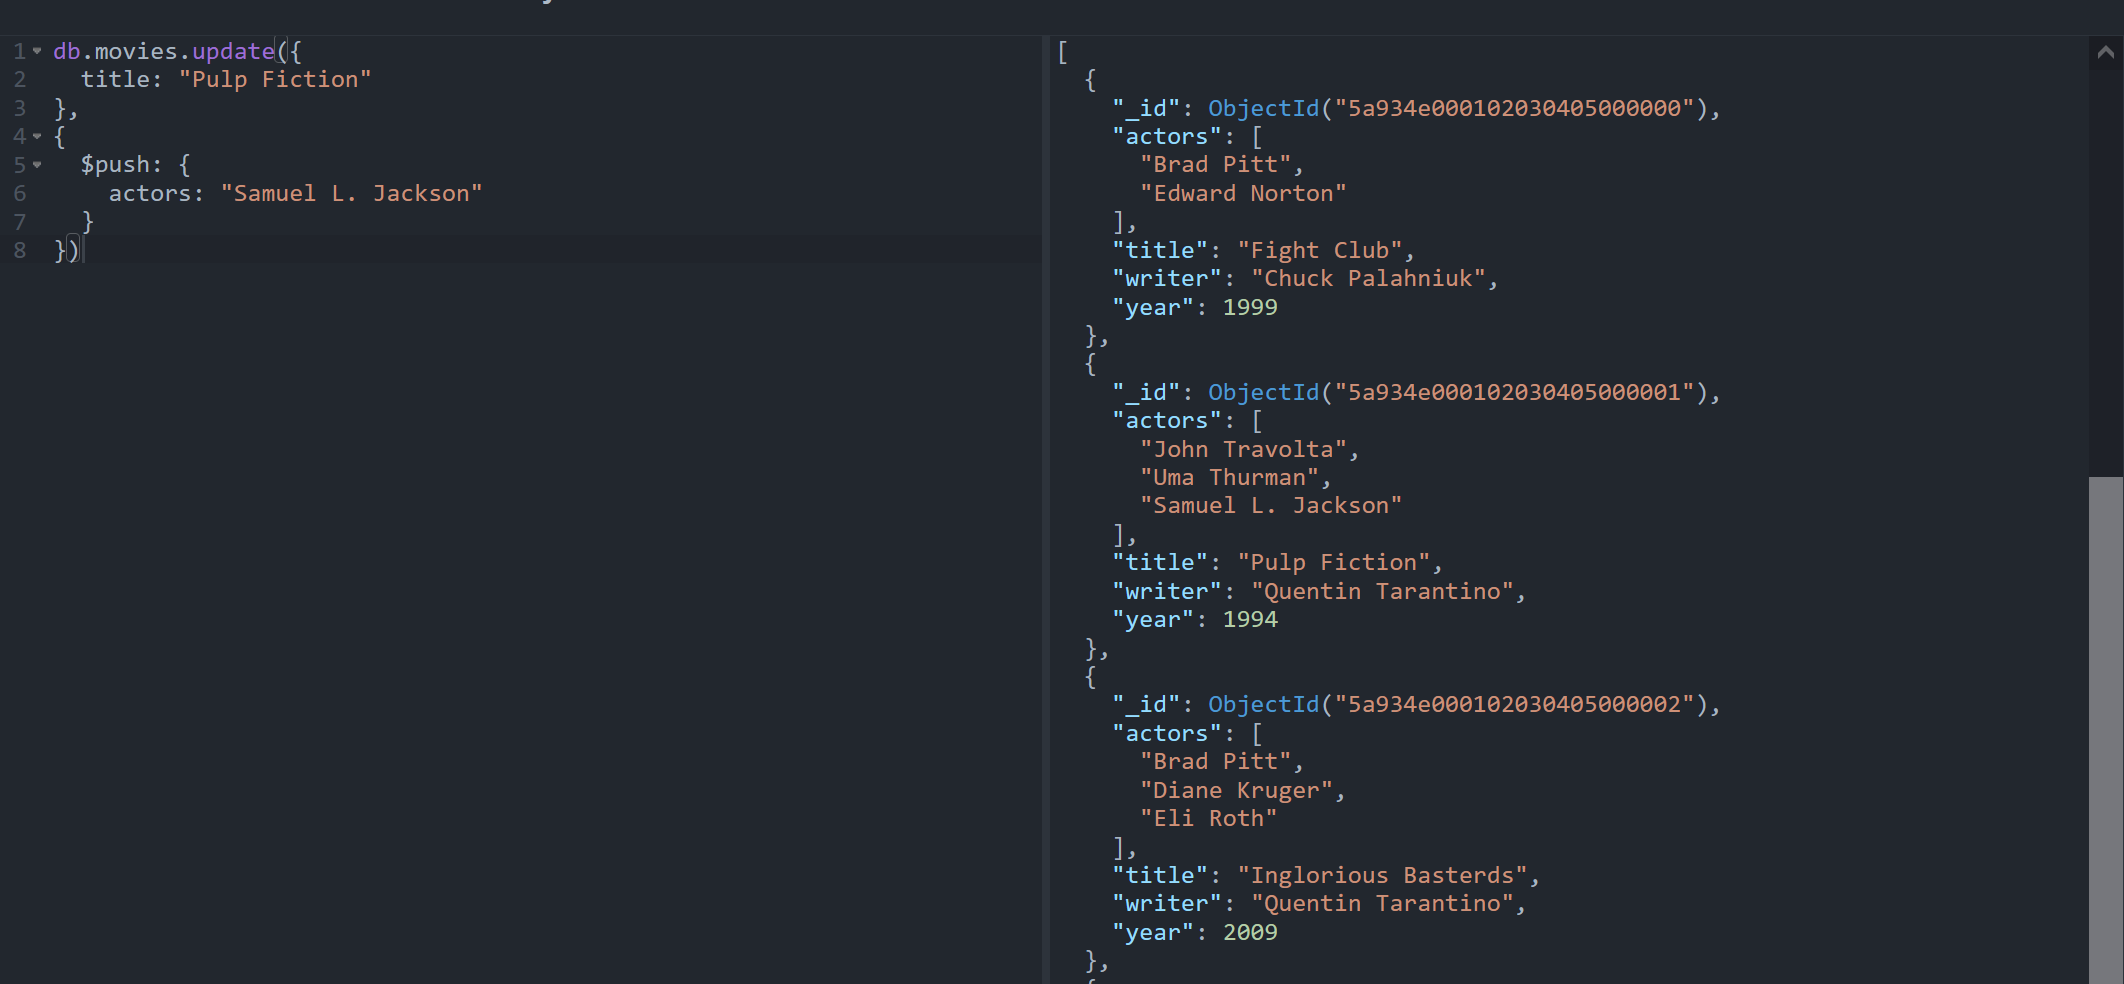 db.movies.update({
  title: "Pulp Fiction"
},
{
  $push: {
    actors: "Samuel L. Jackson"
  }
})
1
2
3
4
5
6
7
8
[
  {
    "_id": ObjectId("5a934e000102030405000000"),
    "actors": [
      "Brad Pitt",
      "Edward Norton"
    ],
    "title": "Fight Club",
    "writer": "Chuck Palahniuk",
    "year": 1999
  },
  {
    "_id": ObjectId("5a934e000102030405000001"),
    "actors": [
      "John Travolta",
      "Uma Thurman",
      "Samuel L. Jackson"
    ],
    "title": "Pulp Fiction",
    "writer": "Quentin Tarantino",
    "year": 1994
  },
  {
    "_id": ObjectId("5a934e000102030405000002"),
    "actors": [
      "Brad Pitt",
      "Diane Kruger",
      "Eli Roth"
    ],
    "title": "Inglorious Basterds",
    "writer": "Quentin Tarantino",
    "year": 2009
  },